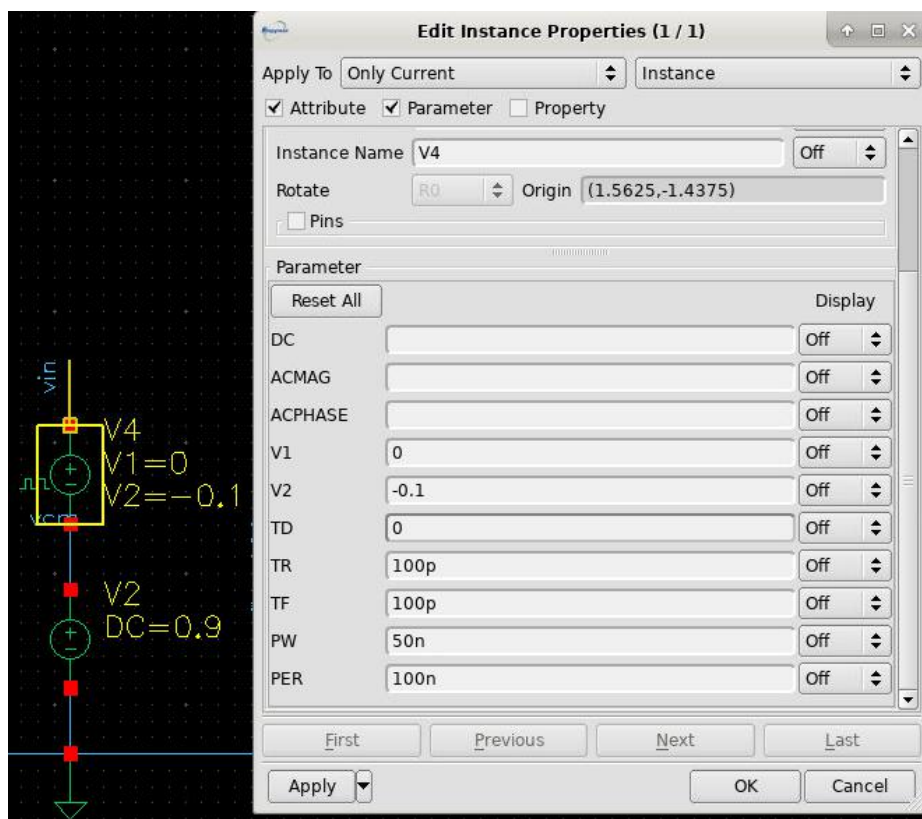 Edit Instance Properties (1 / 1)
Apply To Only Current Instance
Attribute Parameter Property
Instance Name V4 Off
Rotate R0 Origin (1.5625,-1.4375)
Pins
Parameter
Reset All Display
DC Off
ACMAG Off
ACPHASE Off
V1 0 Off
V2 -0.1 Off
TD 0 Off
TR 100p Off
TF 100p Off
PW 50n Off
PER 100n Off
First Previous Next Last
Apply OK Cancel
vin
V4
V1=0
V2=-0.1
vcm
V2
DC=0.9